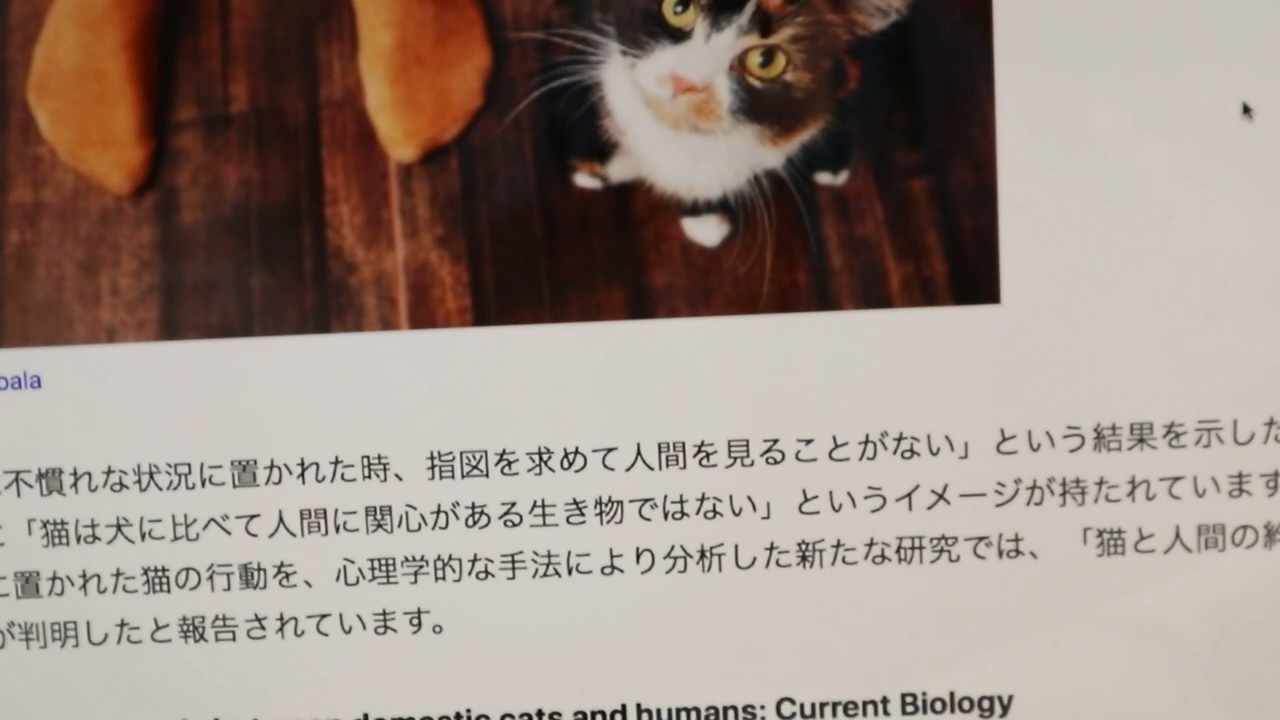 oala
不慣れな状況に置かれた時、指図を求めて人間を見ることがない」という結果を示した
「猫は犬に比べて人間に関心がある生き物ではない」というイメージが持たれています
に置かれた猫の行動を、心理学的な手法により分析した新たな研究では、「猫と人間の絆
が判明したと報告されています。
domestic cats and humans: Current Biology